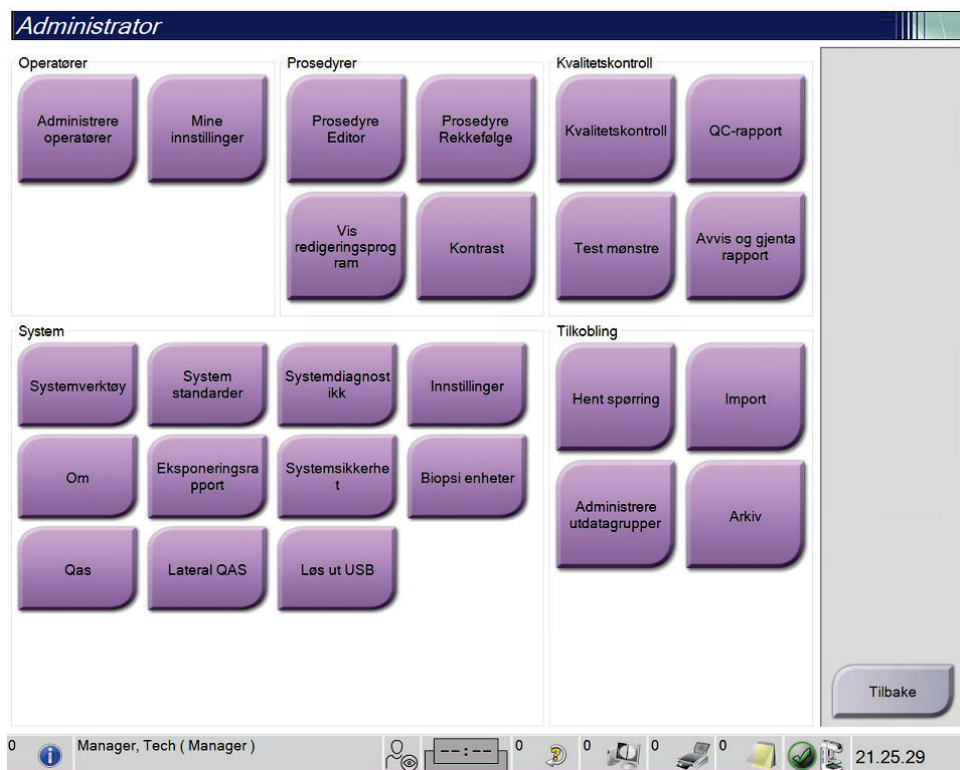 Administrator
Operatører
Administrere
operatører
Mine
innstillinger
Prosedyrer
Prosedyre
Editor
Prosedyre
Rekkefølge
Vis
redigeringsprog
ram
Kontrast
Kvalitetskontroll
Kvalitetskontroll
QC-rapport
Test mønstre
Avvis og gjenta
rapport
System
Systemverktøy
System
standarder
Systemdiagnost
ikk
Innstillinger
Om
Eksponeringsra
pport
Systemsikkerhe
t
Biopsi enheter
Qas
Lateral QAS
Løs ut USB
Tilkobling
Hent spørring
Import
Administrere
utdatagrupper
Arkiv
Tilbake
0
Manager, Tech ( Manager )
--:--
0
0
0
0
21.25.29